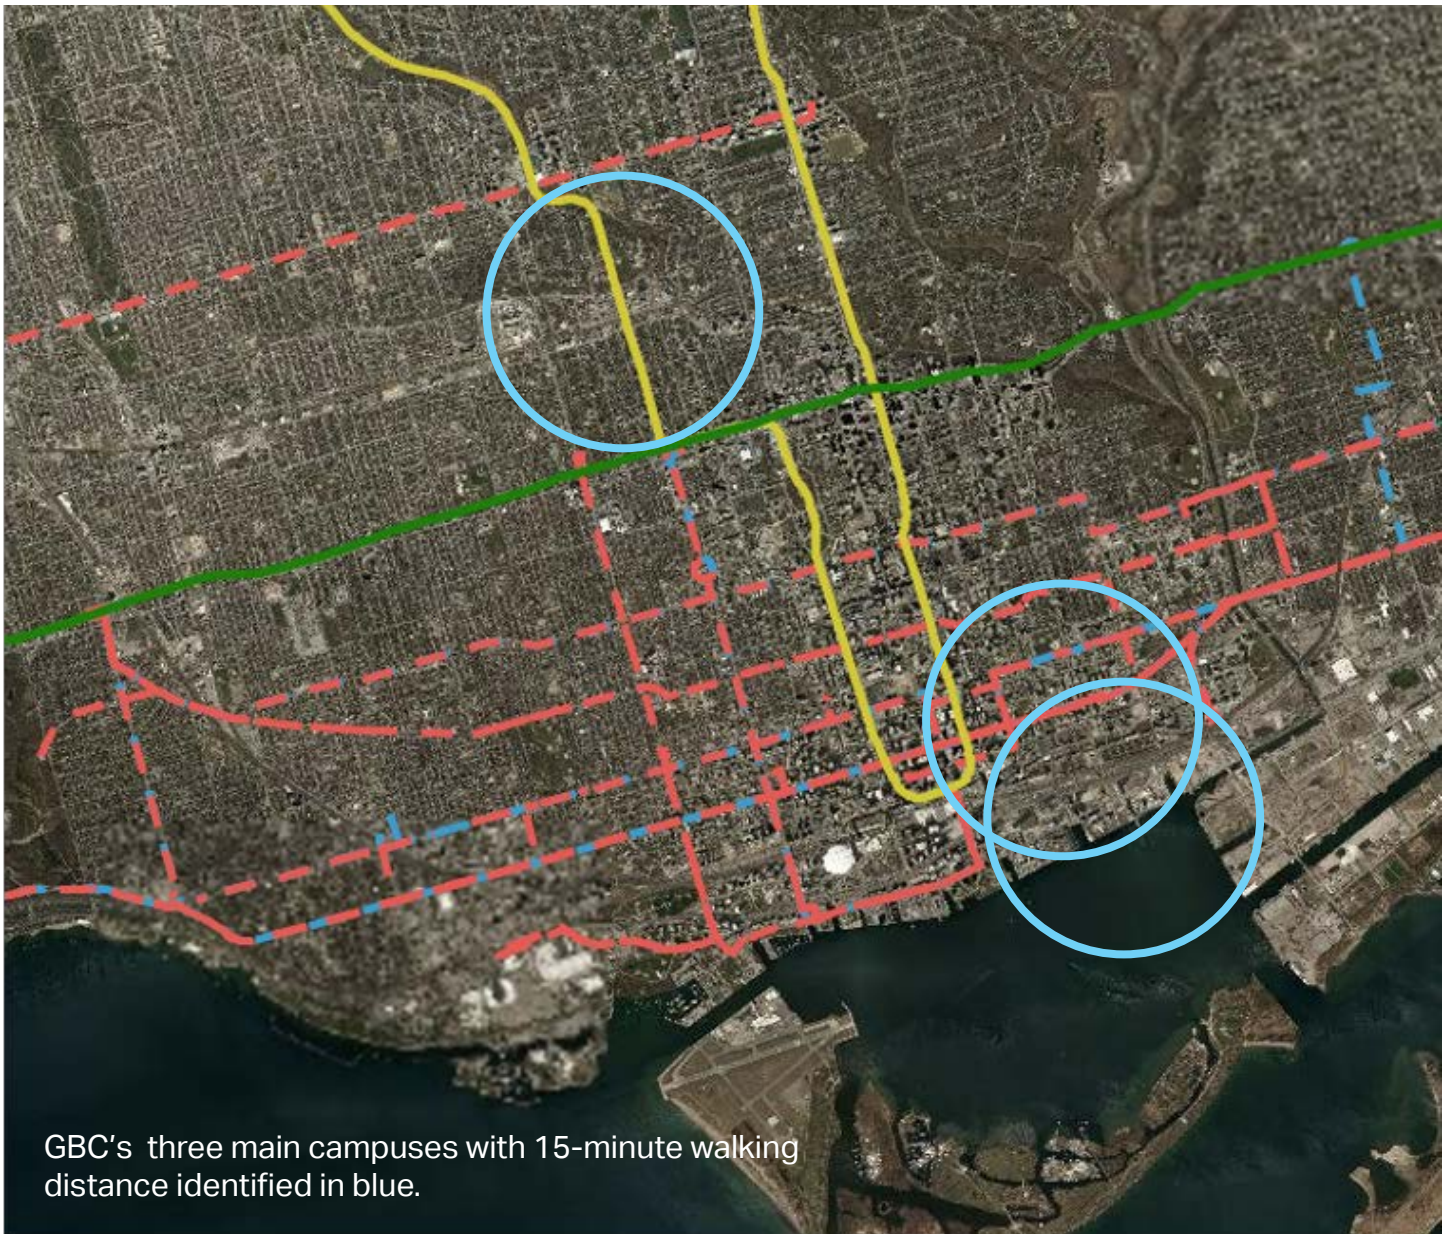 GBC's  three main campuses with 15-minute walking
distance identified in blue.